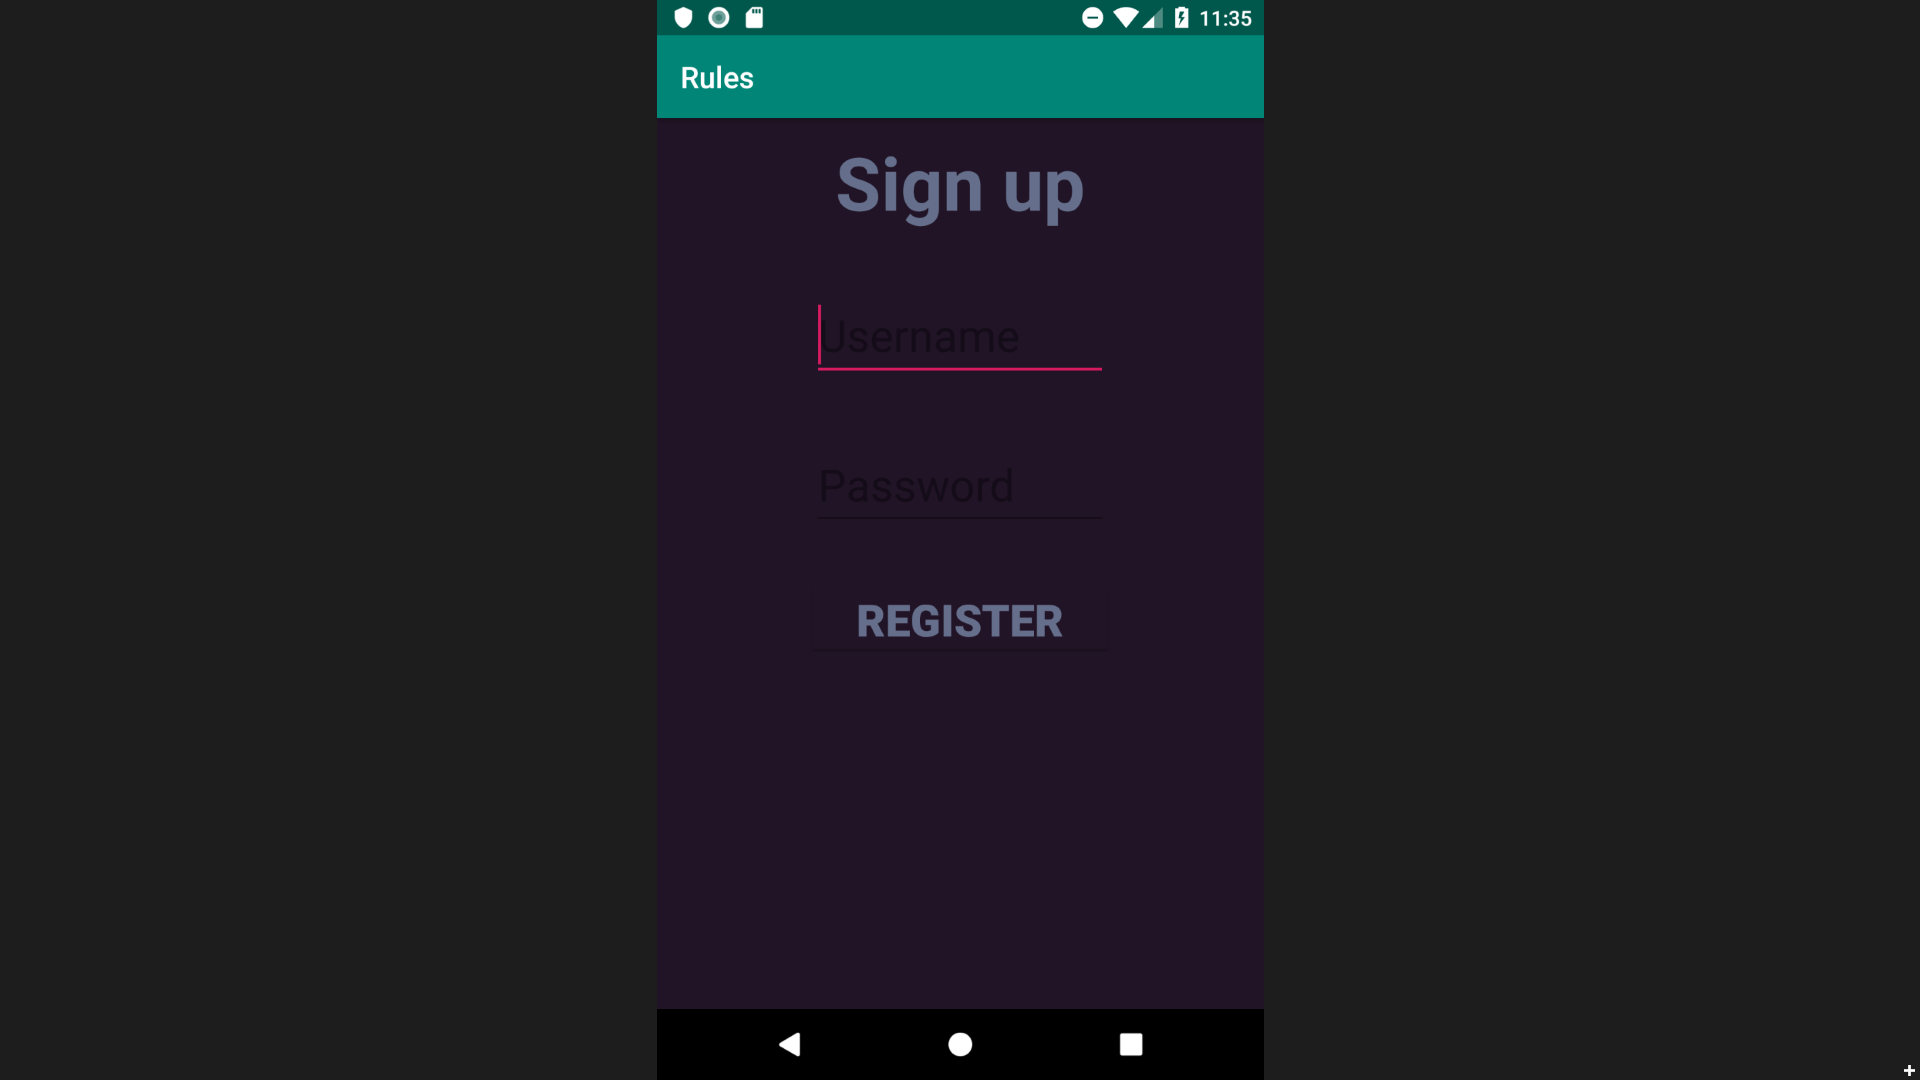 11:35
Rules
Sign up
Username
Password
REGISTER